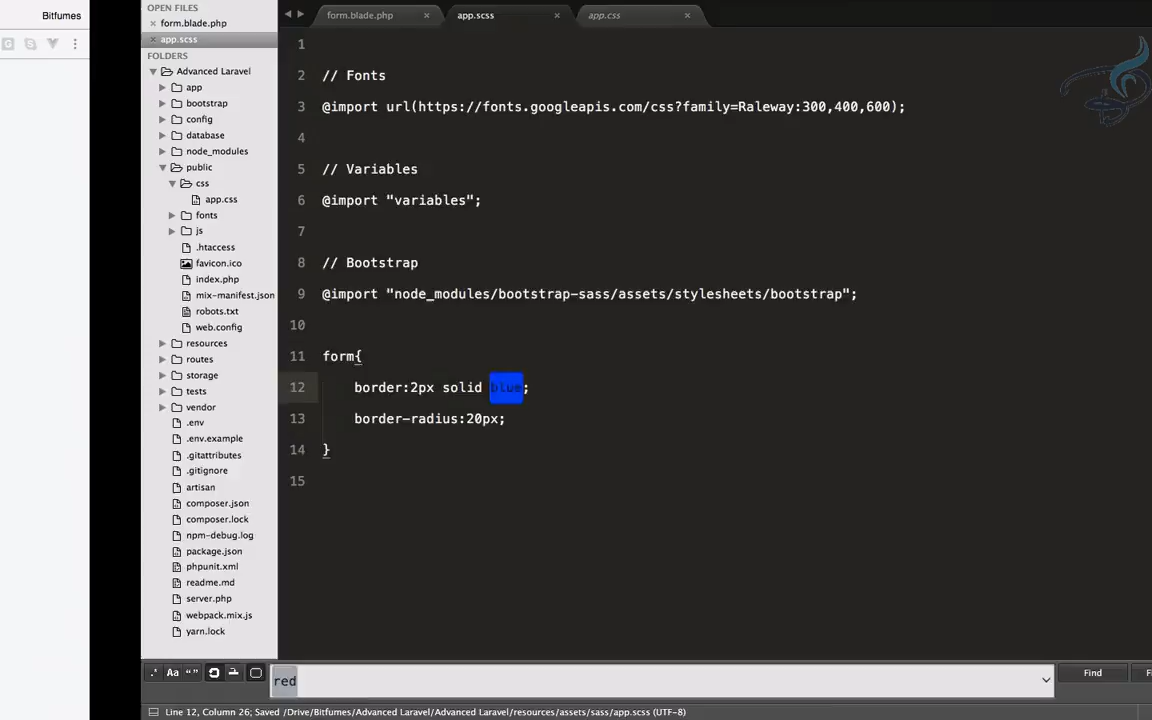 Bitfumes
OPEN FILES
form.blade.php
app.scss
FOLDERS
Advanced Laravel
app
bootstrap
config
database
node_modules
public
css
app.css
fonts
js
.htaccess
favicon.ico
index.php
mix-manifest.json
robots.txt
web.config
resources
routes
storage
tests
vendor
.env
.env.example
.gitattributes
.gitignore
artisan
composer.json
composer.lock
npm-debug.log
package.json
phpunit.xml
readme.md
server.php
webpack.mix.js
yarn.lock
form.blade.php app.scss app.css
1
2 // Fonts
3 @import url(https://fonts.googleapis.com/css?family=Raleway:300,400,600);
4
5 // Variables
6 @import "variables";
7
8 // Bootstrap
9 @import "node_modules/bootstrap-sass/assets/stylesheets/bootstrap";
10
11 form{
12 border:2px solid blue;
13 border-radius:20px;
14 }
15
.* Aa “ ” red Find Fi
Line 12, Column 26; Saved /Drive/Bitfumes/Advanced Laravel/Advanced Laravel/resources/assets/sass/app.scss (UTF-8)